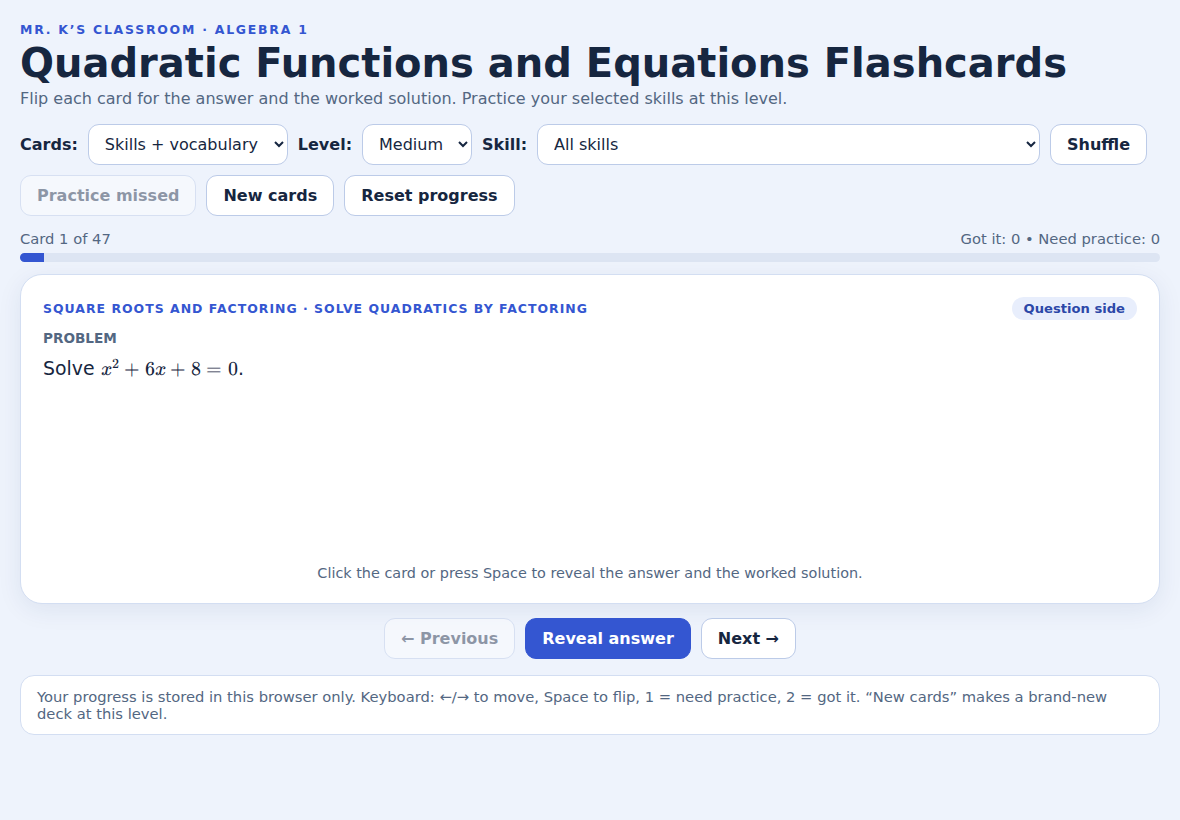 MR. K’S CLASSROOM · ALGEBRA 1
Quadratic Functions and Equations Flashcards
Flip each card for the answer and the worked solution. Practice your selected skills at this level.
Cards: Skills + vocabulary Level: Medium Skill: All skills Shuffle
Practice missed New cards Reset progress
Card 1 of 47 Got it: 0 • Need practice: 0
SQUARE ROOTS AND FACTORING · SOLVE QUADRATICS BY FACTORING Question side
PROBLEM
Solve x² + 6x + 8 = 0.
Click the card or press Space to reveal the answer and the worked solution.
← Previous Reveal answer Next →
Your progress is stored in this browser only. Keyboard: ←/→ to move, Space to flip, 1 = need practice, 2 = got it. “New cards” makes a brand-new
deck at this level.